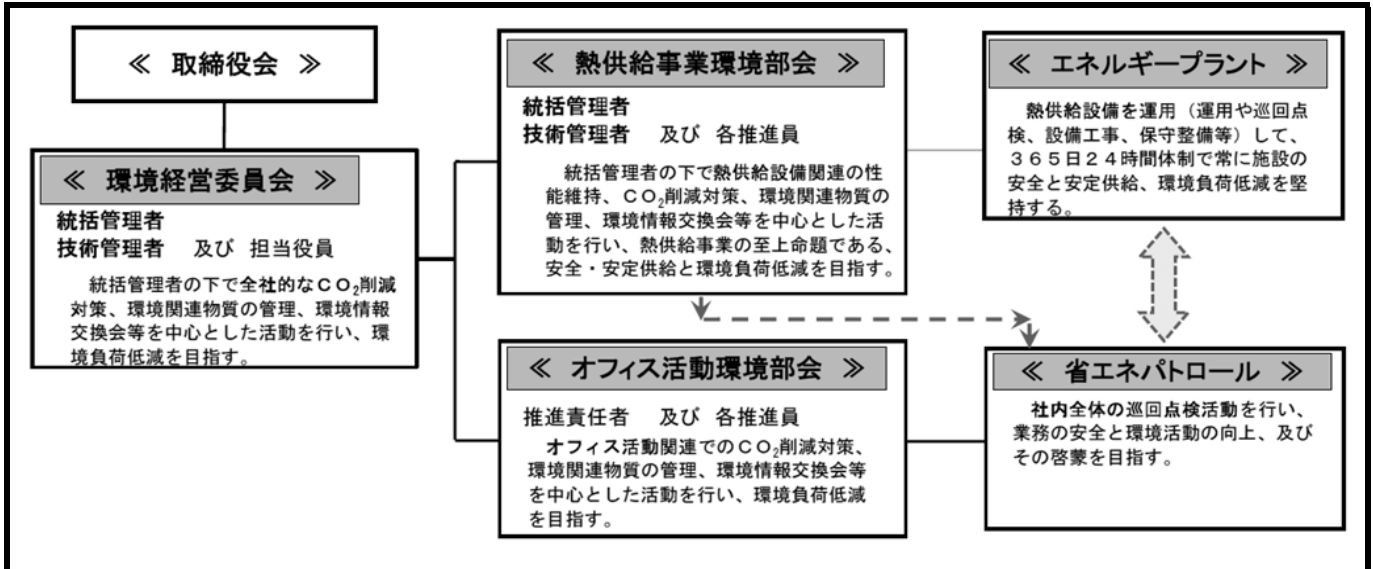 ≪ 取締役会 ≫
≪ 環境経営委員会 ≫
統括管理者
技術管理者 及び 担当役員
統括管理者の下で全社的なCO₂削減
対策、環境関連物質の管理、環境情報
交換会等を中心とした活動を行い、環
境負荷低減を目指す。
≪ 熱供給事業環境部会 ≫
統括管理者
技術管理者 及び 各推進員
統括管理者の下で熱供給設備関連の性
能維持、CO₂削減対策、環境関連物質の
管理、環境情報交換会等を中心とした活
動を行い、熱供給事業の至上命題である、
安全・安定供給と環境負荷低減を目指す。
≪ オフィス活動環境部会 ≫
推進責任者 及び 各推進員
オフィス活動関連でのCO₂削減対策、
環境関連物質の管理、環境情報交換会等
を中心とした活動を行い、環境負荷低減
を目指す。
≪ エネルギープラント ≫
熱供給設備を運用(運用や巡回点
検、設備工事、保守整備等)して、
365日24時間体制で常に施設の
安全と安定供給、環境負荷低減を堅
持する。
≪ 省エネパトロール ≫
社内全体の巡回点検活動を行い、
業務の安全と環境活動の向上、及び
その啓蒙を目指す。